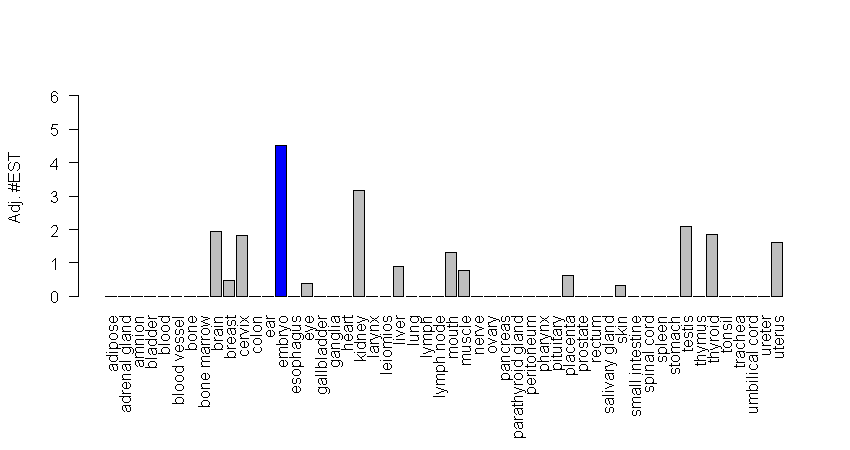 Adj. #EST
6
5
4
3
2
1
0
adipose
adrenal gland
amnion
bladder
blood
blood vessel
bone
bone marrow
brain
breast
cervix
colon
ear
embryo
esophagus
eye
gallbladder
ganglia
heart
kidney
larynx
leiomios
liver
lung
lymph
lymph node
mouth
muscle
nerve
ovary
pancreas
parathyroid gland
peritoneum
pharynx
pituitary
placenta
prostate
rectum
salivary gland
skin
small intestine
spinal cord
spleen
stomach
testis
thymus
thyroid
tonsil
trachea
umbilical cord
ureter
uterus